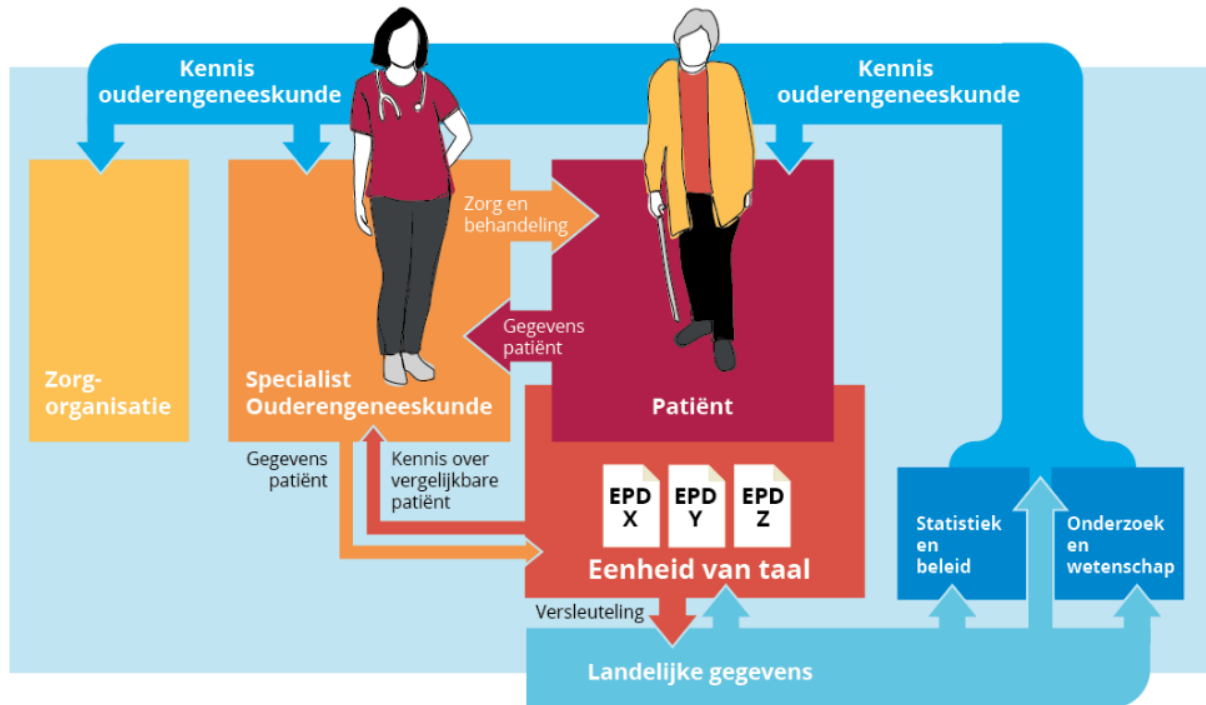 Kennis
ouderengeneeskunde
Kennis
ouderengeneeskunde
Zorg en
behandeling
Gegevens
patiënt
Zorg-
organisatie
Specialist
Ouderengeneeskunde
Patiënt
Gegevens
patiënt
Kennis over
vergelijkbare
patiënt
EPD
X
EPD
Y
EPD
Z
Eenheid van taal
Statistiek
en
beleid
Onderzoek
en
wetenschap
Versleuteling
Landelijke gegevens